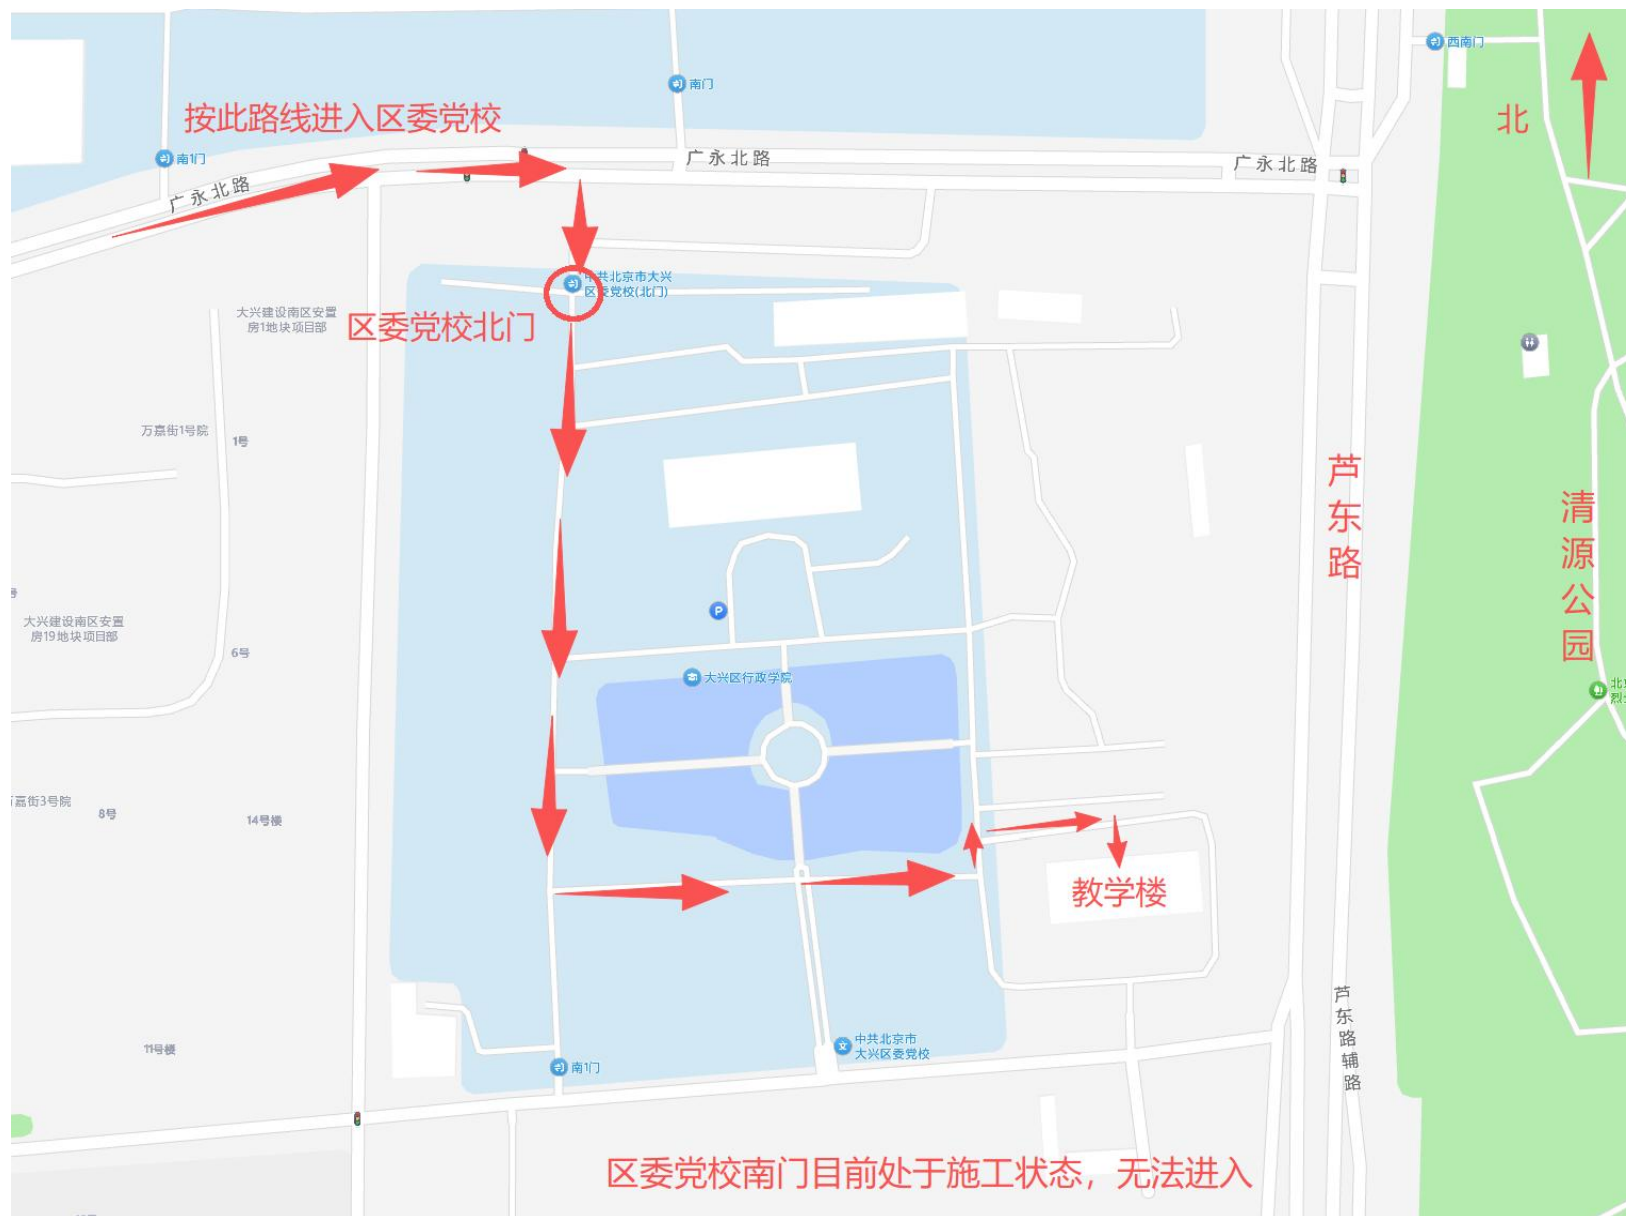 西南门
南门
按此路线进入区委党校
北
南1门
广永北路
广永北路
广永北路
中共北京市大兴
区委党校(北门)
大兴建设南区安置
房1地块项目部
区委党校北门
万嘉街1号院
1号
芦东路
清源公园
大兴建设南区安置
房19地块项目部
6号
P
大兴区行政学院
嘉街3号院
8号
14号楼
教学楼
芦东路辅路
中共北京市
大兴区委党校
11号楼
南1门
区委党校南门目前处于施工状态，无法进入